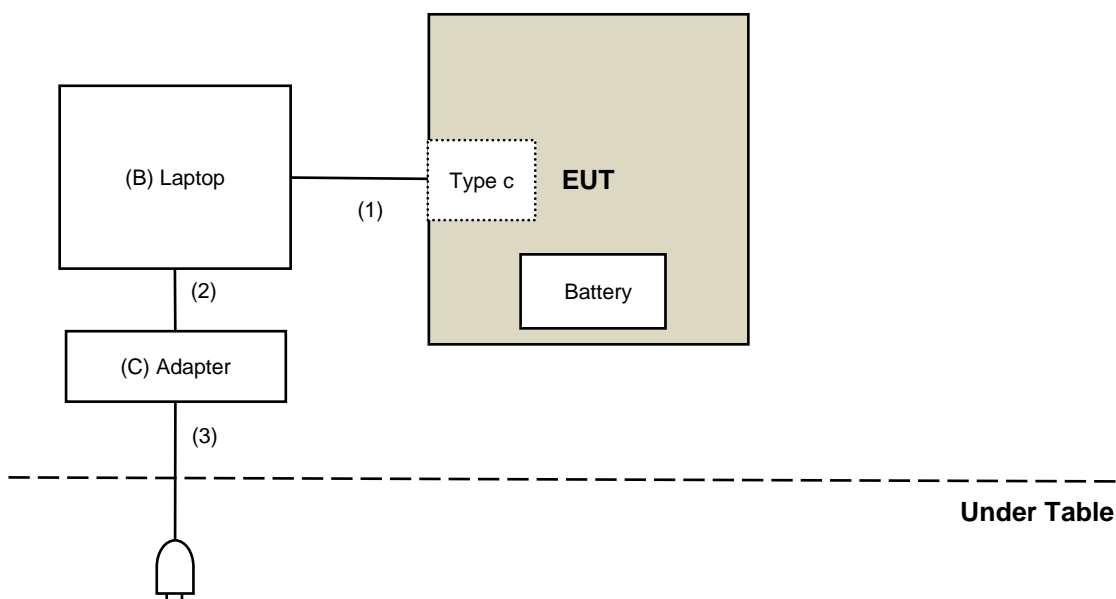 (B) Laptop
(1)
Type c
EUT
Battery
(2)
(C) Adapter
(3)
Under Table